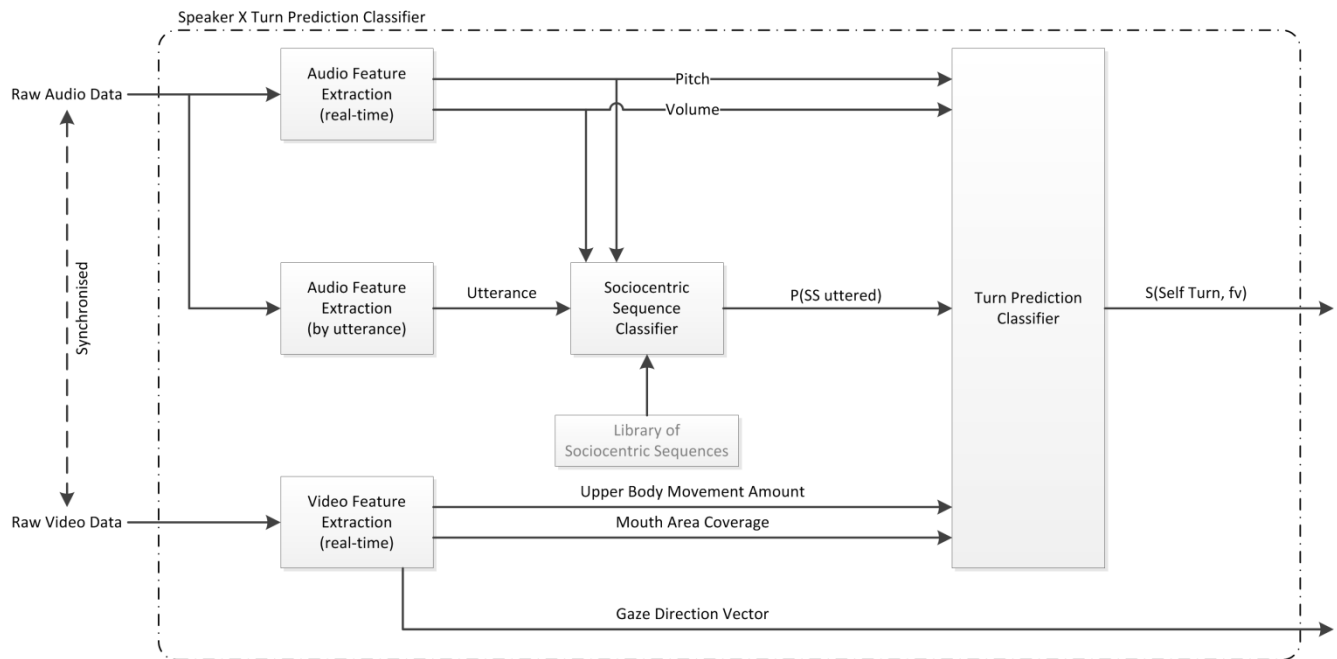 Speaker X Turn Prediction Classifier
Raw Audio Data
Audio Feature
Extraction
(real-time)
Pitch
Volume
Synchronised
Audio Feature
Extraction
(by utterance)
Utterance
Sociocentric
Sequence
Classifier
P(SS uttered)
Turn Prediction
Classifier
S(Self Turn, fv)
Library of
Sociocentric Sequences
Raw Video Data
Video Feature
Extraction
(real-time)
Upper Body Movement Amount
Mouth Area Coverage
Gaze Direction Vector